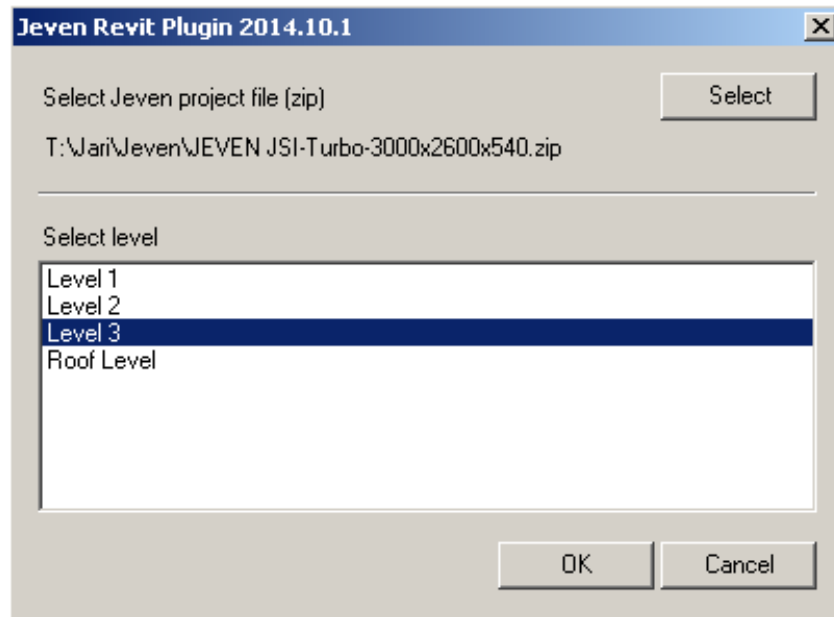 Jeven Revit Plugin 2014.10.1
Select Jeven project file (zip)
Select
T:\Jari\Jeven\JEVEN JSI-Turbo-3000x2600x540.zip
Select level
Level 1
Level 2
Level 3
Roof Level
OK
Cancel